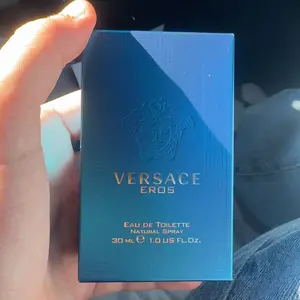 VERSACE
EROS
EAU DE TOILETTE
NATURAL SPRAY
30 ML ℮ 1.0 US FL.OZ.